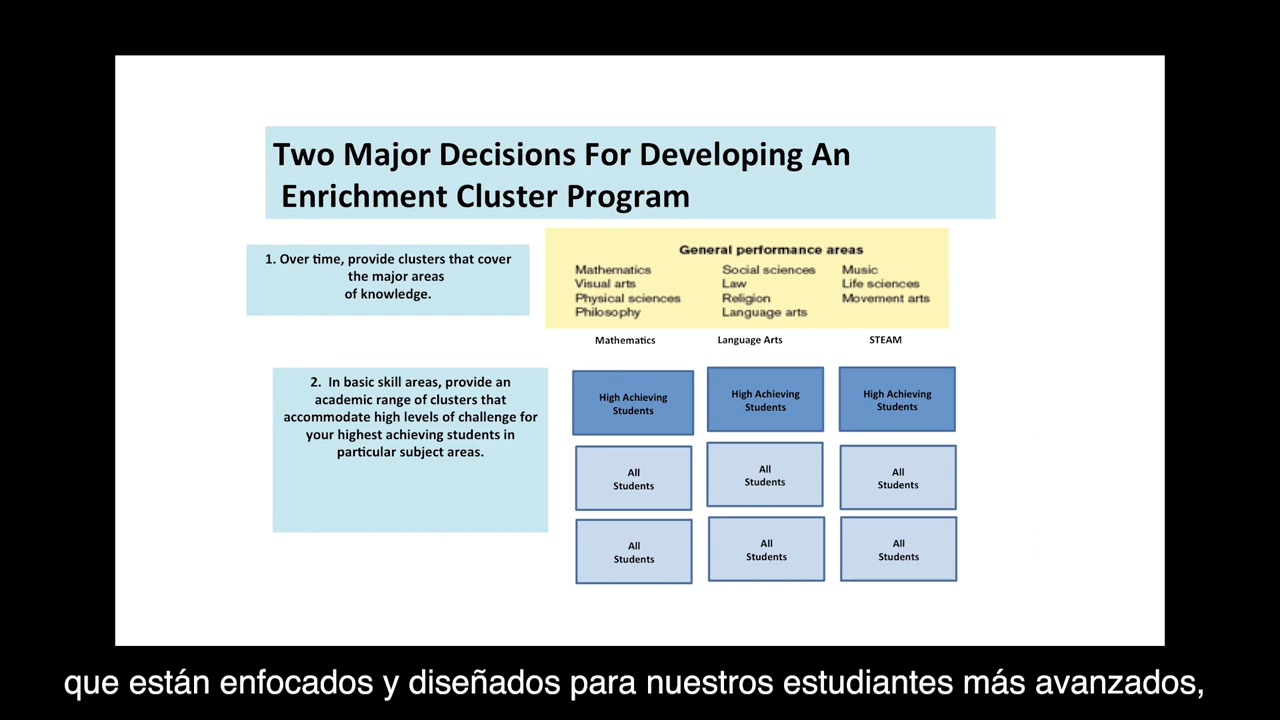 Two Major Decisions For Developing An
Enrichment Cluster Program
1. Over time, provide clusters that cover
the major areas
of knowledge.
General performance areas
Mathematics Social sciences Music
Visual arts Law Life sciences
Physical sciences Religion Movement arts
Philosophy Language arts
Mathematics Language Arts STEAM
2. In basic skill areas, provide an
academic range of clusters that
accommodate high levels of challenge for
your highest achieving students in
particular subject areas.
High Achieving
Students
High Achieving
Students
High Achieving
Students
All
Students
All
Students
All
Students
All
Students
All
Students
All
Students
que están enfocados y diseñados para nuestros estudiantes más avanzados,